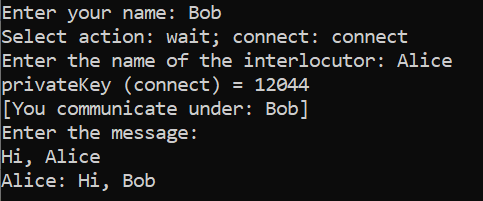 Enter your name: Bob
Select action: wait; connect: connect
Enter the name of the interlocutor: Alice
privateKey (connect) = 12044
[You communicate under: Bob]
Enter the message:
Hi, Alice
Alice: Hi, Bob